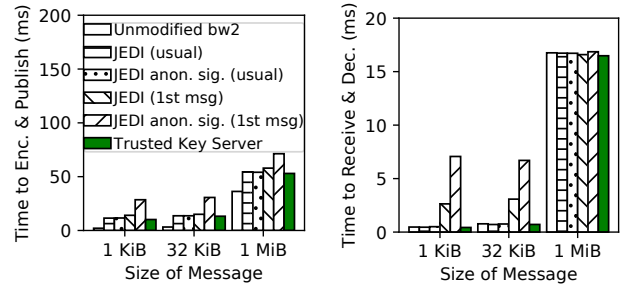 Time to Enc. & Publish (ms)
200
150
100
50
0
Unmodified bw2
JEDI (usual)
JEDI anon. sig. (usual)
JEDI (1st msg)
JEDI anon. sig. (1st msg)
Trusted Key Server
1 KiB 32 KiB 1 MiB
Size of Message
Time to Receive & Dec. (ms)
20
15
10
5
0
1 KiB 32 KiB 1 MiB
Size of Message